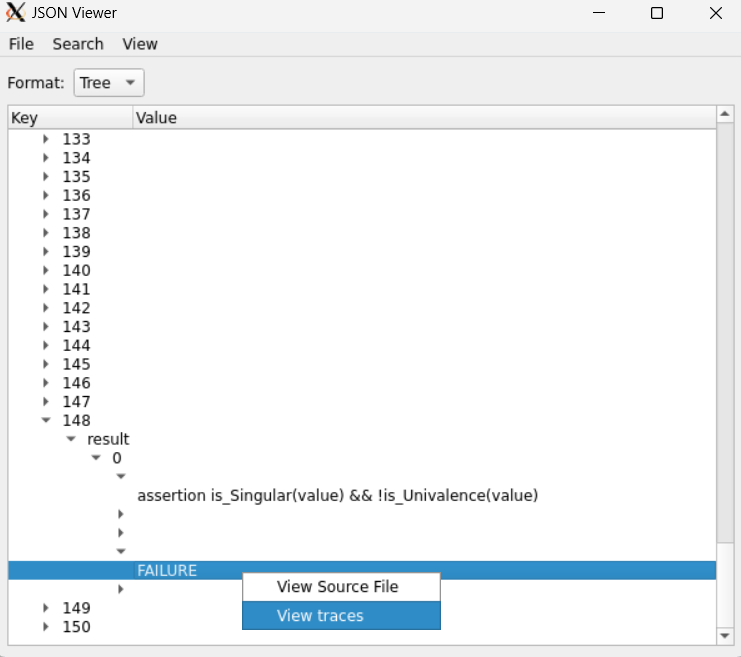 JSON Viewer
File Search View
Format: Tree
Key Value
133
134
135
136
137
138
139
140
141
142
143
144
145
146
147
148
result
0
assertion is_Singular(value) && !is_Univalence(value)
FAILURE
View Source File
View traces
149
150